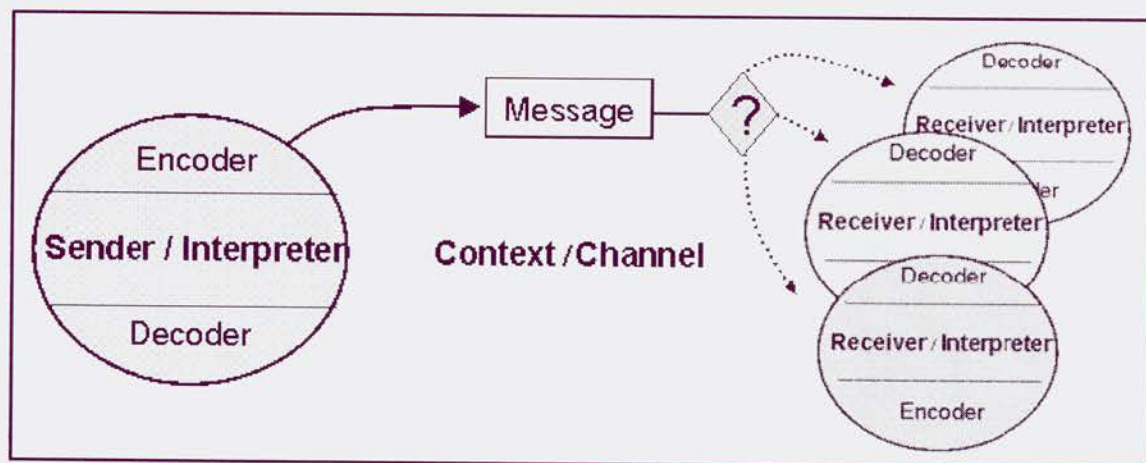 Encoder
Sender / Interpreter
Decoder
Message
?
Context / Channel
Decoder
Receiver / Interpreter
Decoder
Receiver / Interpreter
Decoder
Receiver / Interpreter
Encoder